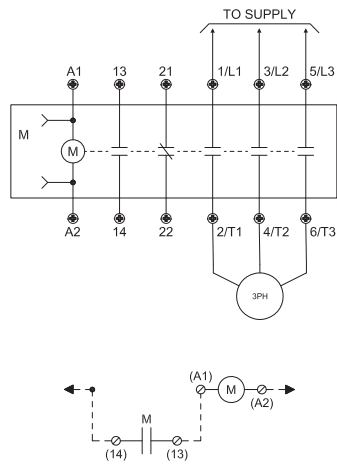 TO SUPPLY
A1 13 21 1/L1 3/L2 5/L3
M
M
A2 14 22 2/T1 4/T2 6/T3
3PH
(A1)
M
(A2)
M
(14) (13)